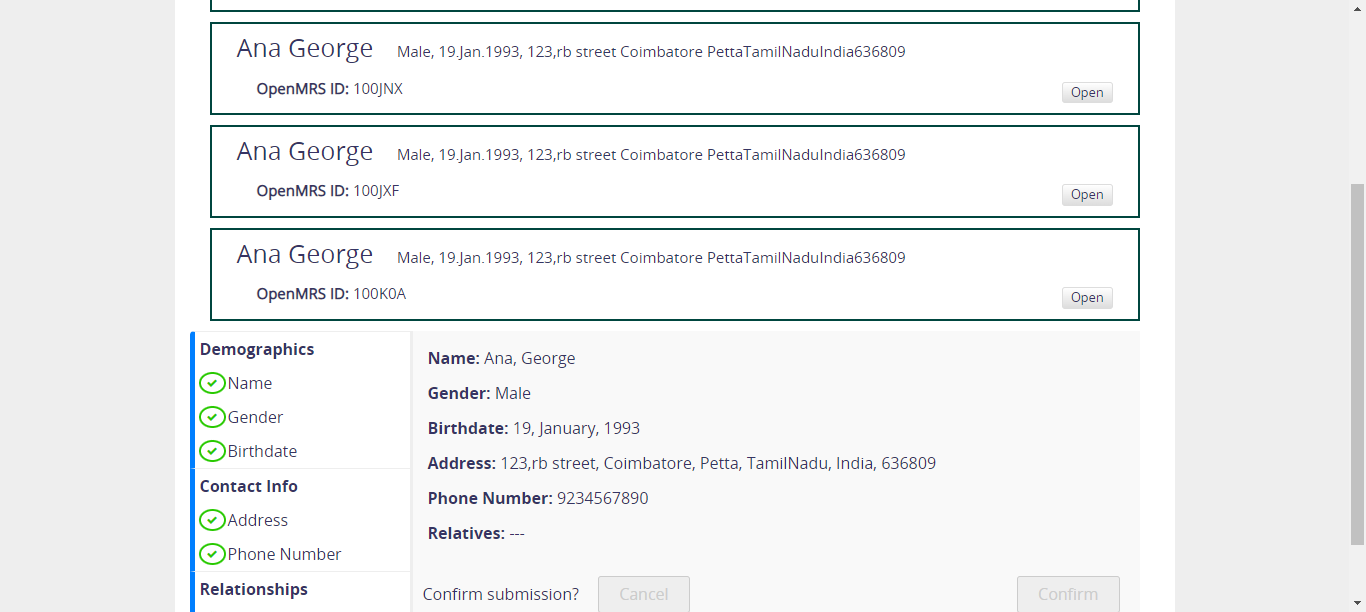 Ana George Male, 19.Jan.1993, 123,rb street Coimbatore PettaTamilNaduIndia636809
OpenMRS ID: 100JNX
Open
Ana George Male, 19.Jan.1993, 123,rb street Coimbatore PettaTamilNaduIndia636809
OpenMRS ID: 100JXF
Open
Ana George Male, 19.Jan.1993, 123,rb street Coimbatore PettaTamilNaduIndia636809
OpenMRS ID: 100K0A
Open
Demographics
Name
Gender
Birthdate
Contact Info
Address
Phone Number
Relationships
Name: Ana, George
Gender: Male
Birthdate: 19, January, 1993
Address: 123,rb street, Coimbatore, Petta, TamilNadu, India, 636809
Phone Number: 9234567890
Relatives: ---
Confirm submission? Cancel Confirm